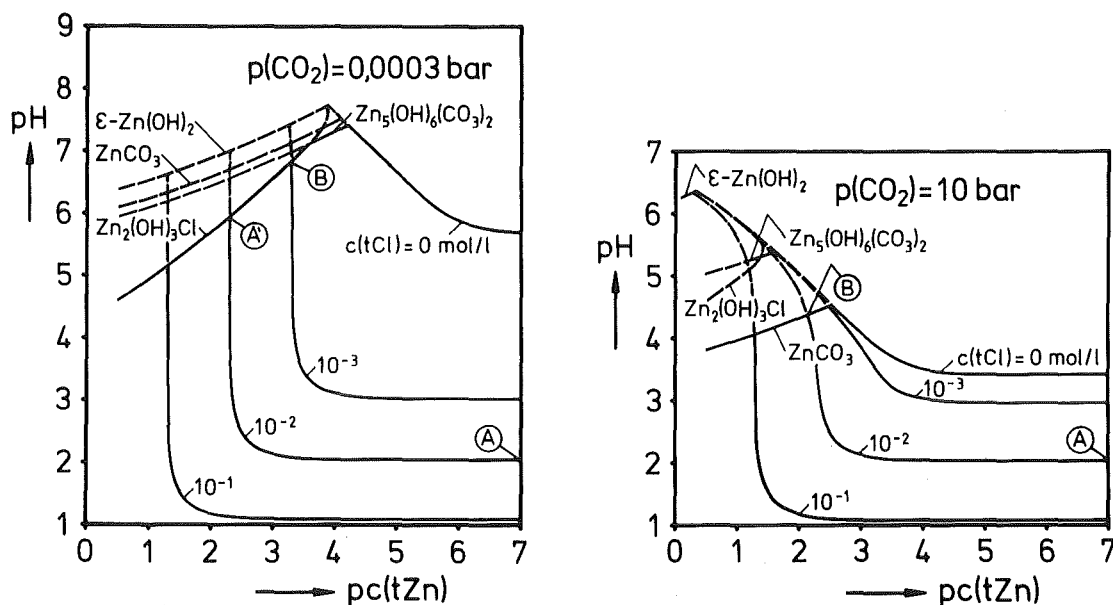 9
8
7
6
5
4
3
2
1
pH
p(CO₂)=0,0003 bar
ε-Zn(OH)₂
ZnCO₃
Zn₂(OH)₃Cl
Zn₅(OH)₆(CO₃)₂
B
A'
c(tCl)=0 mol/l
10⁻³
10⁻²
10⁻¹
A
0 1 2 3 4 5 6 7
pc(tZn)
7
6
5
4
3
2
1
pH
p(CO₂)=10 bar
ε-Zn(OH)₂
Zn₅(OH)₆(CO₃)₂
B
Zn₂(OH)₃Cl
ZnCO₃
c(tCl)=0 mol/l
10⁻³
10⁻²
10⁻¹
A
0 1 2 3 4 5 6 7
pc(tZn)